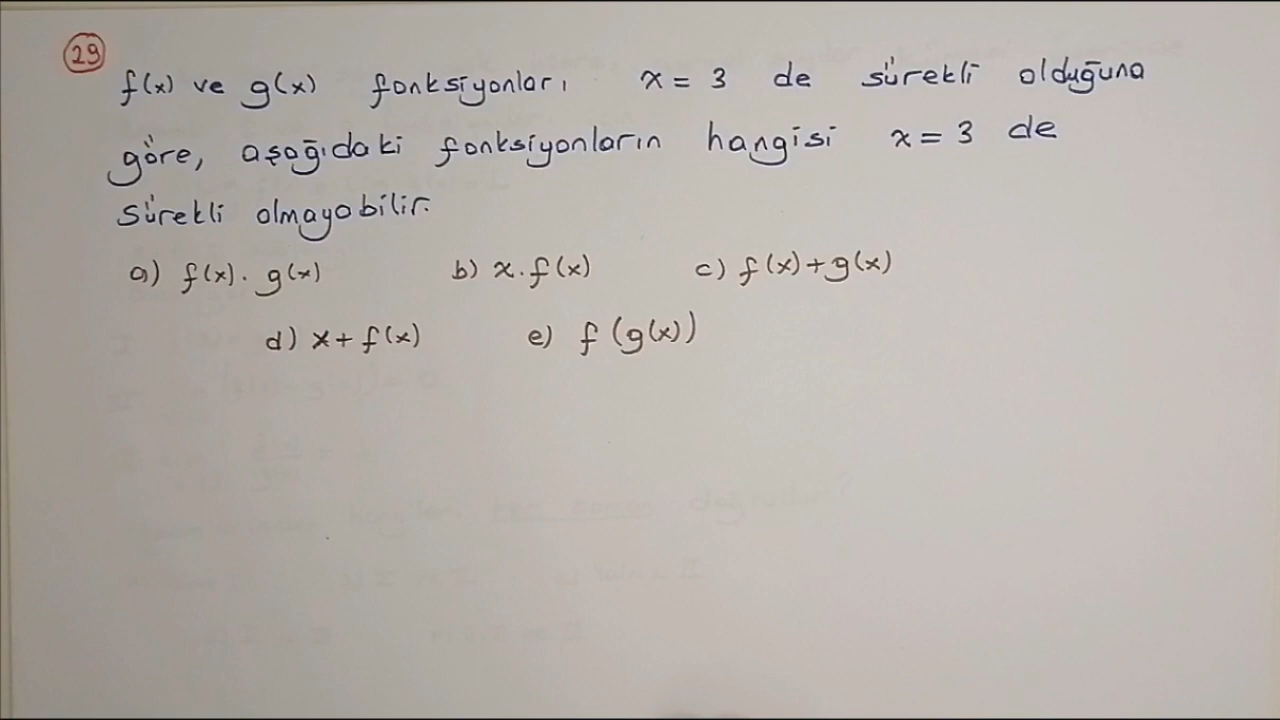 29
f(x) ve g(x) fonksiyonları x = 3 de sürekli olduğuna
göre, aşağıdaki fonksiyonların hangisi x = 3 de
sürekli olmayabilir.
a) f(x). g(x) b) x. f(x) c) f(x)+g(x)
d) x+ f(x) e) f (g(x))